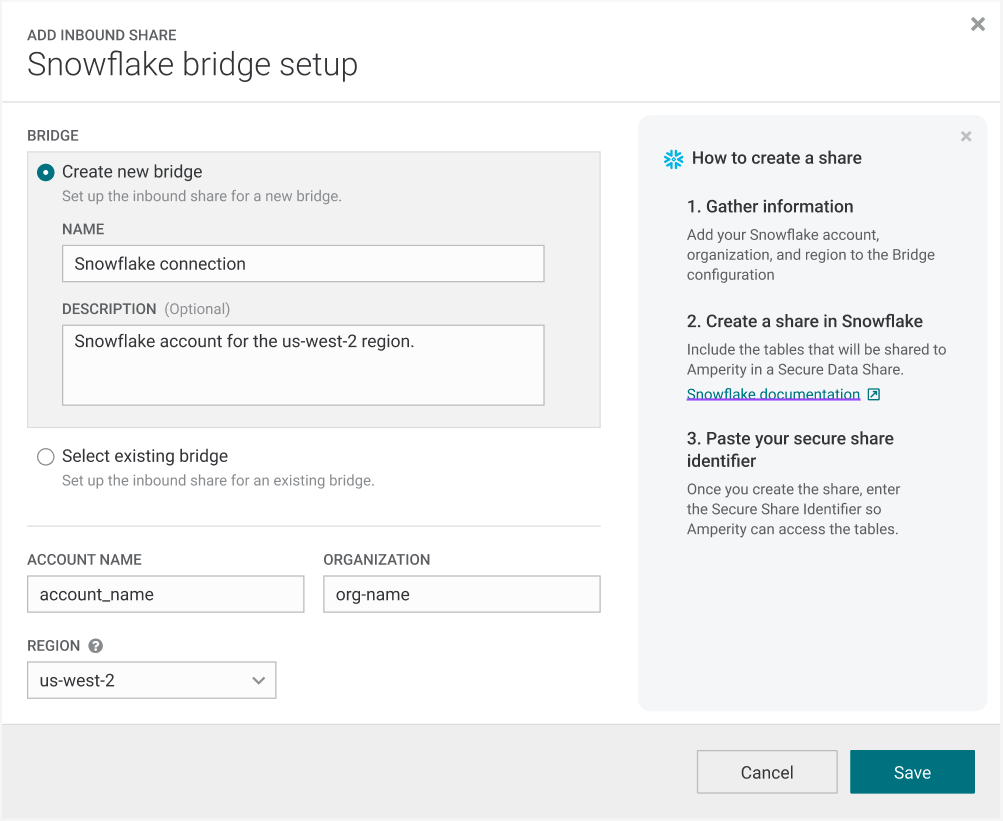 ADD INBOUND SHARE
Snowflake bridge setup
BRIDGE
Create new bridge
Set up the inbound share for a new bridge.
NAME
Snowflake connection
DESCRIPTION (Optional)
Snowflake account for the us-west-2 region.
Select existing bridge
Set up the inbound share for an existing bridge.
ACCOUNT NAME
account_name
ORGANIZATION
org-name
REGION ?
us-west-2
How to create a share
1. Gather information
Add your Snowflake account,
organization, and region to the Bridge
configuration
2. Create a share in Snowflake
Include the tables that will be shared to
Amperity in a Secure Data Share.
Snowflake documentation
3. Paste your secure share
identifier
Once you create the share, enter
the Secure Share Identifier so
Amperity can access the tables.
Cancel
Save